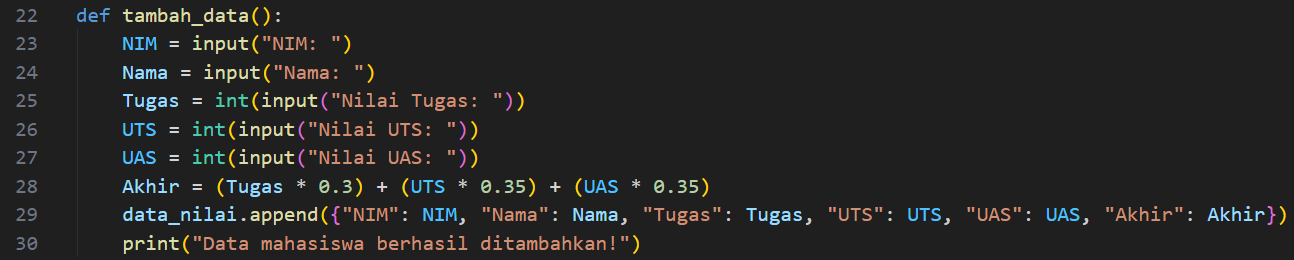 22 def tambah_data():
23     NIM = input("NIM: ")
24     Nama = input("Nama: ")
25     Tugas = int(input("Nilai Tugas: "))
26     UTS = int(input("Nilai UTS: "))
27     UAS = int(input("Nilai UAS: "))
28     Akhir = (Tugas * 0.3) + (UTS * 0.35) + (UAS * 0.35)
29     data_nilai.append({"NIM": NIM, "Nama": Nama, "Tugas": Tugas, "UTS": UTS, "UAS": UAS, "Akhir": Akhir})
30     print("Data mahasiswa berhasil ditambahkan!")